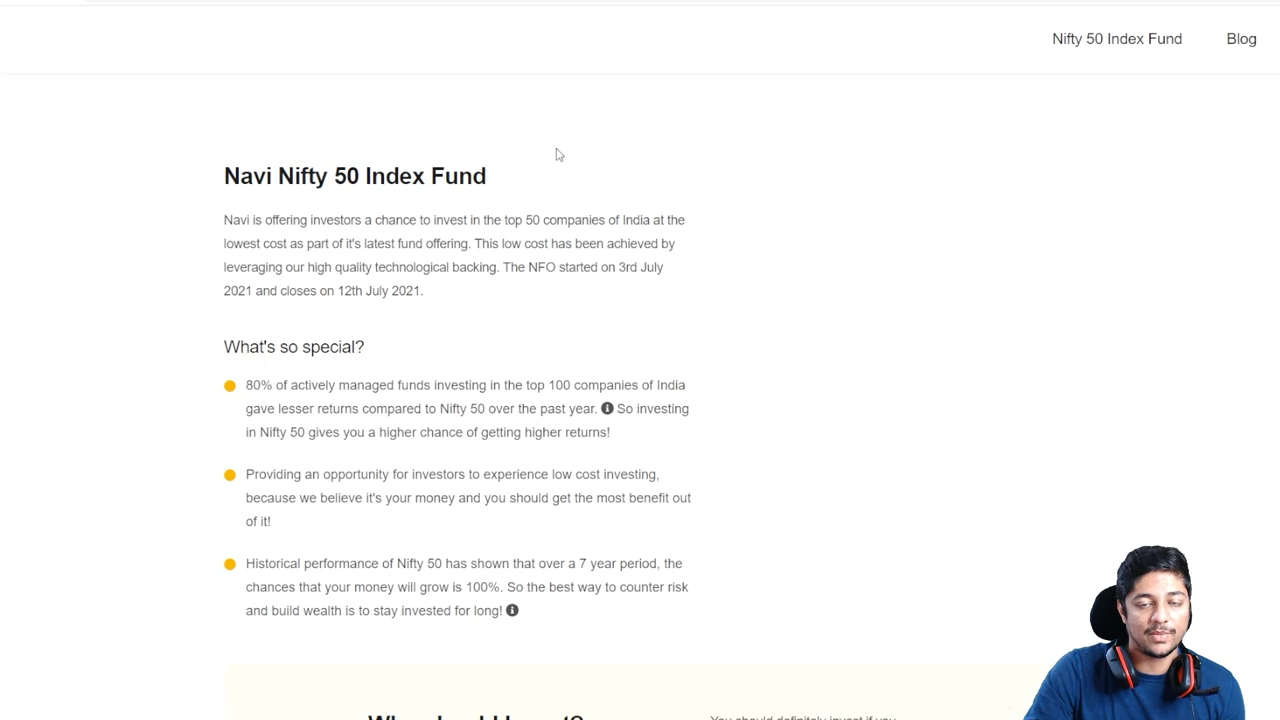 Nifty 50 Index Fund Blog
Navi Nifty 50 Index Fund
Navi is offering investors a chance to invest in the top 50 companies of India at the
lowest cost as part of it's latest fund offering. This low cost has been achieved by
leveraging our high quality technological backing. The NFO started on 3rd July
2021 and closes on 12th July 2021.
What's so special?
80% of actively managed funds investing in the top 100 companies of India
gave lesser returns compared to Nifty 50 over the past year. So investing
in Nifty 50 gives you a higher chance of getting higher returns!
Providing an opportunity for investors to experience low cost investing,
because we believe it's your money and you should get the most benefit out
of it!
Historical performance of Nifty 50 has shown that over a 7 year period, the
chances that your money will grow is 100%. So the best way to counter risk
and build wealth is to stay invested for long!
You should definitely invest if you